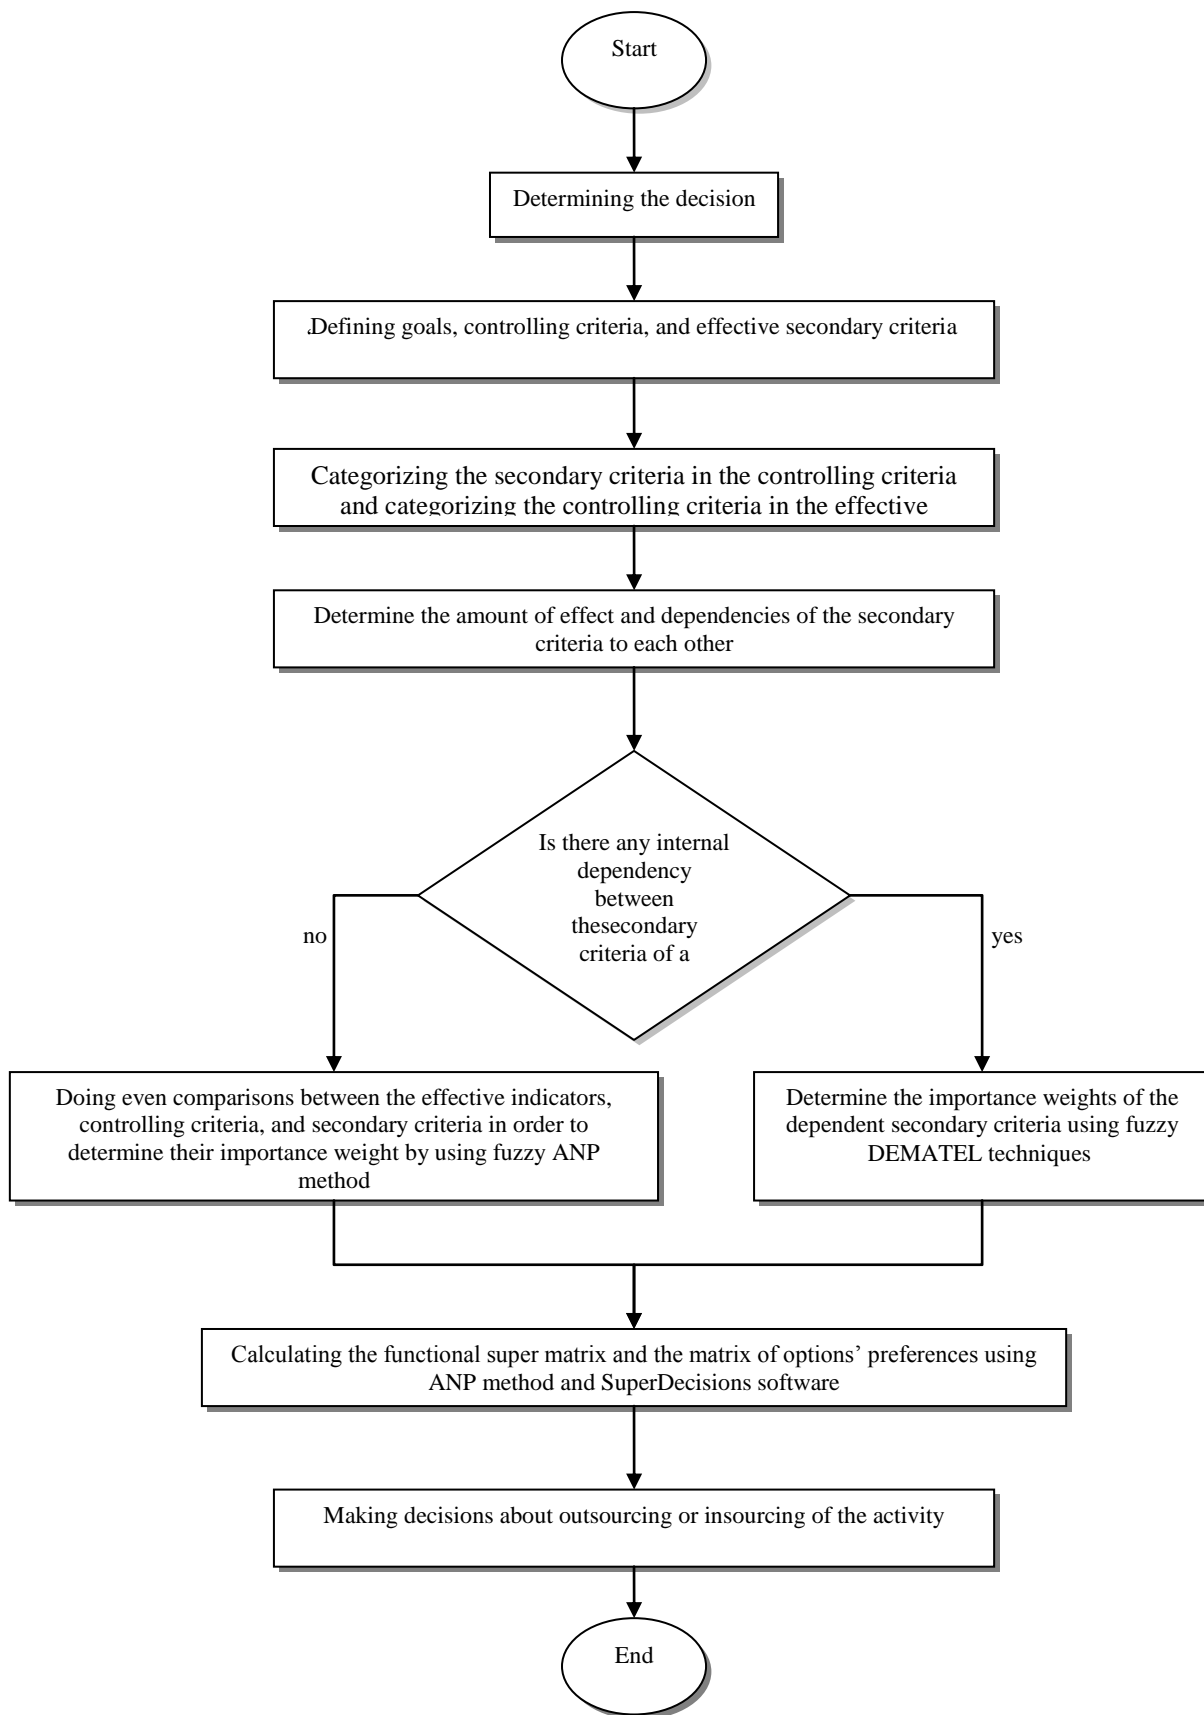 Start
Determining the decision
.Defining goals, controlling criteria, and effective secondary criteria
Categorizing the secondary criteria in the controlling criteria
and categorizing the controlling criteria in the effective
Determine the amount of effect and dependencies of the secondary
criteria to each other
Is there any internal
dependency
between
thesecondary
criteria of a
no
yes
Doing even comparisons between the effective indicators,
controlling criteria, and secondary criteria in order to
determine their importance weight by using fuzzy ANP
method
Determine the importance weights of the
dependent secondary criteria using fuzzy
DEMATEL techniques
Calculating the functional super matrix and the matrix of options’ preferences using
ANP method and SuperDecisions software
Making decisions about outsourcing or insourcing of the activity
End